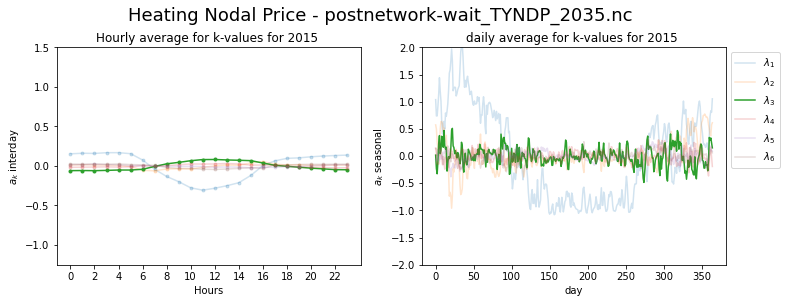 Heating Nodal Price - postnetwork-wait_TYNDP_2035.nc
Hourly average for k-values for 2015
1.5
1.0
0.5
0.0
−0.5
−1.0
a_k interday
0 2 4 6 8 10 12 14 16 18 20 22
Hours
daily average for k-values for 2015
2.0
1.5
1.0
0.5
0.0
−0.5
−1.0
−1.5
−2.0
a_k seasonal
0 50 100 150 200 250 300 350
day
λ₁
λ₂
λ₃
λ₄
λ₅
λ₆